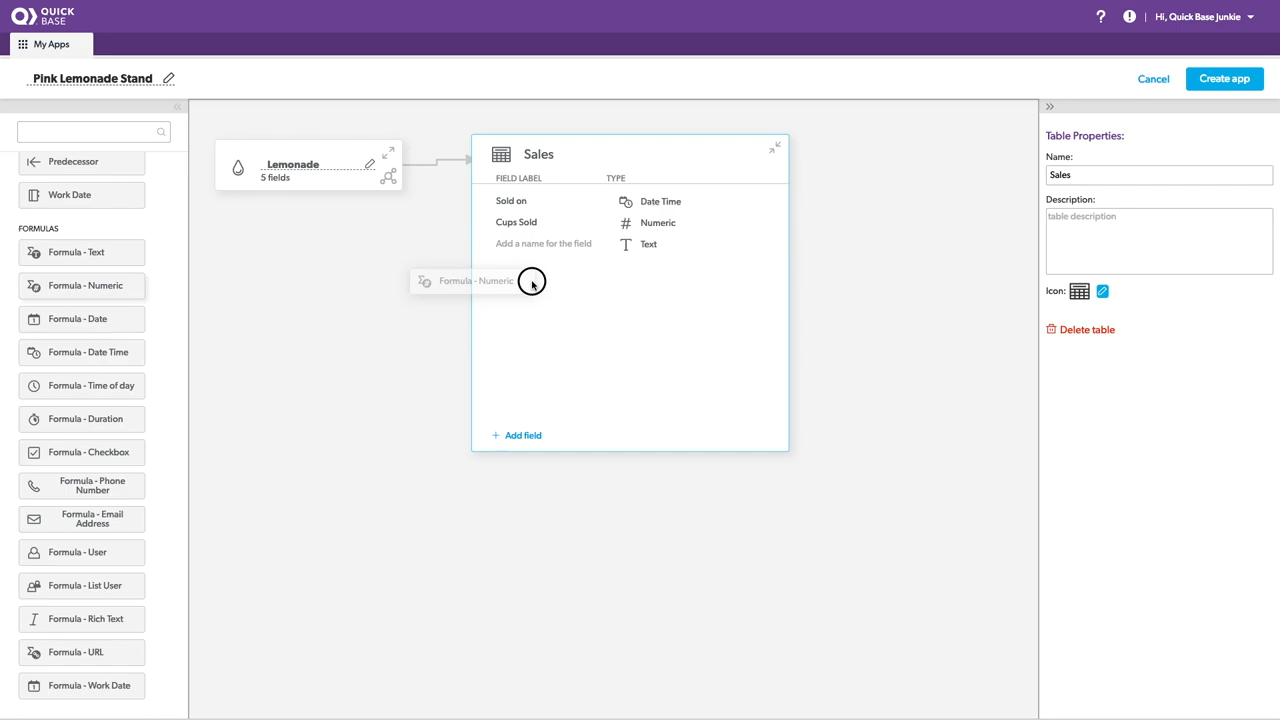 QUICK
BASE
Hi, Quick Base Junkie
My Apps
Pink Lemonade Stand
Cancel
Create app
Predecessor
Work Date
FORMULAS
Formula - Text
Formula - Numeric
Formula - Date
Formula - Date Time
Formula - Time of day
Formula - Duration
Formula - Checkbox
Formula - Phone
Number
Formula - Email
Address
Formula - User
Formula - List User
Formula - Rich Text
Formula - URL
Formula - Work Date
Lemonade
5 fields
Sales
FIELD LABEL TYPE
Sold on Date Time
Cups Sold Numeric
Add a name for the field Text
Formula - Numeric
+ Add field
Table Properties:
Name:
Sales
Description:
table description
Icon:
Delete table